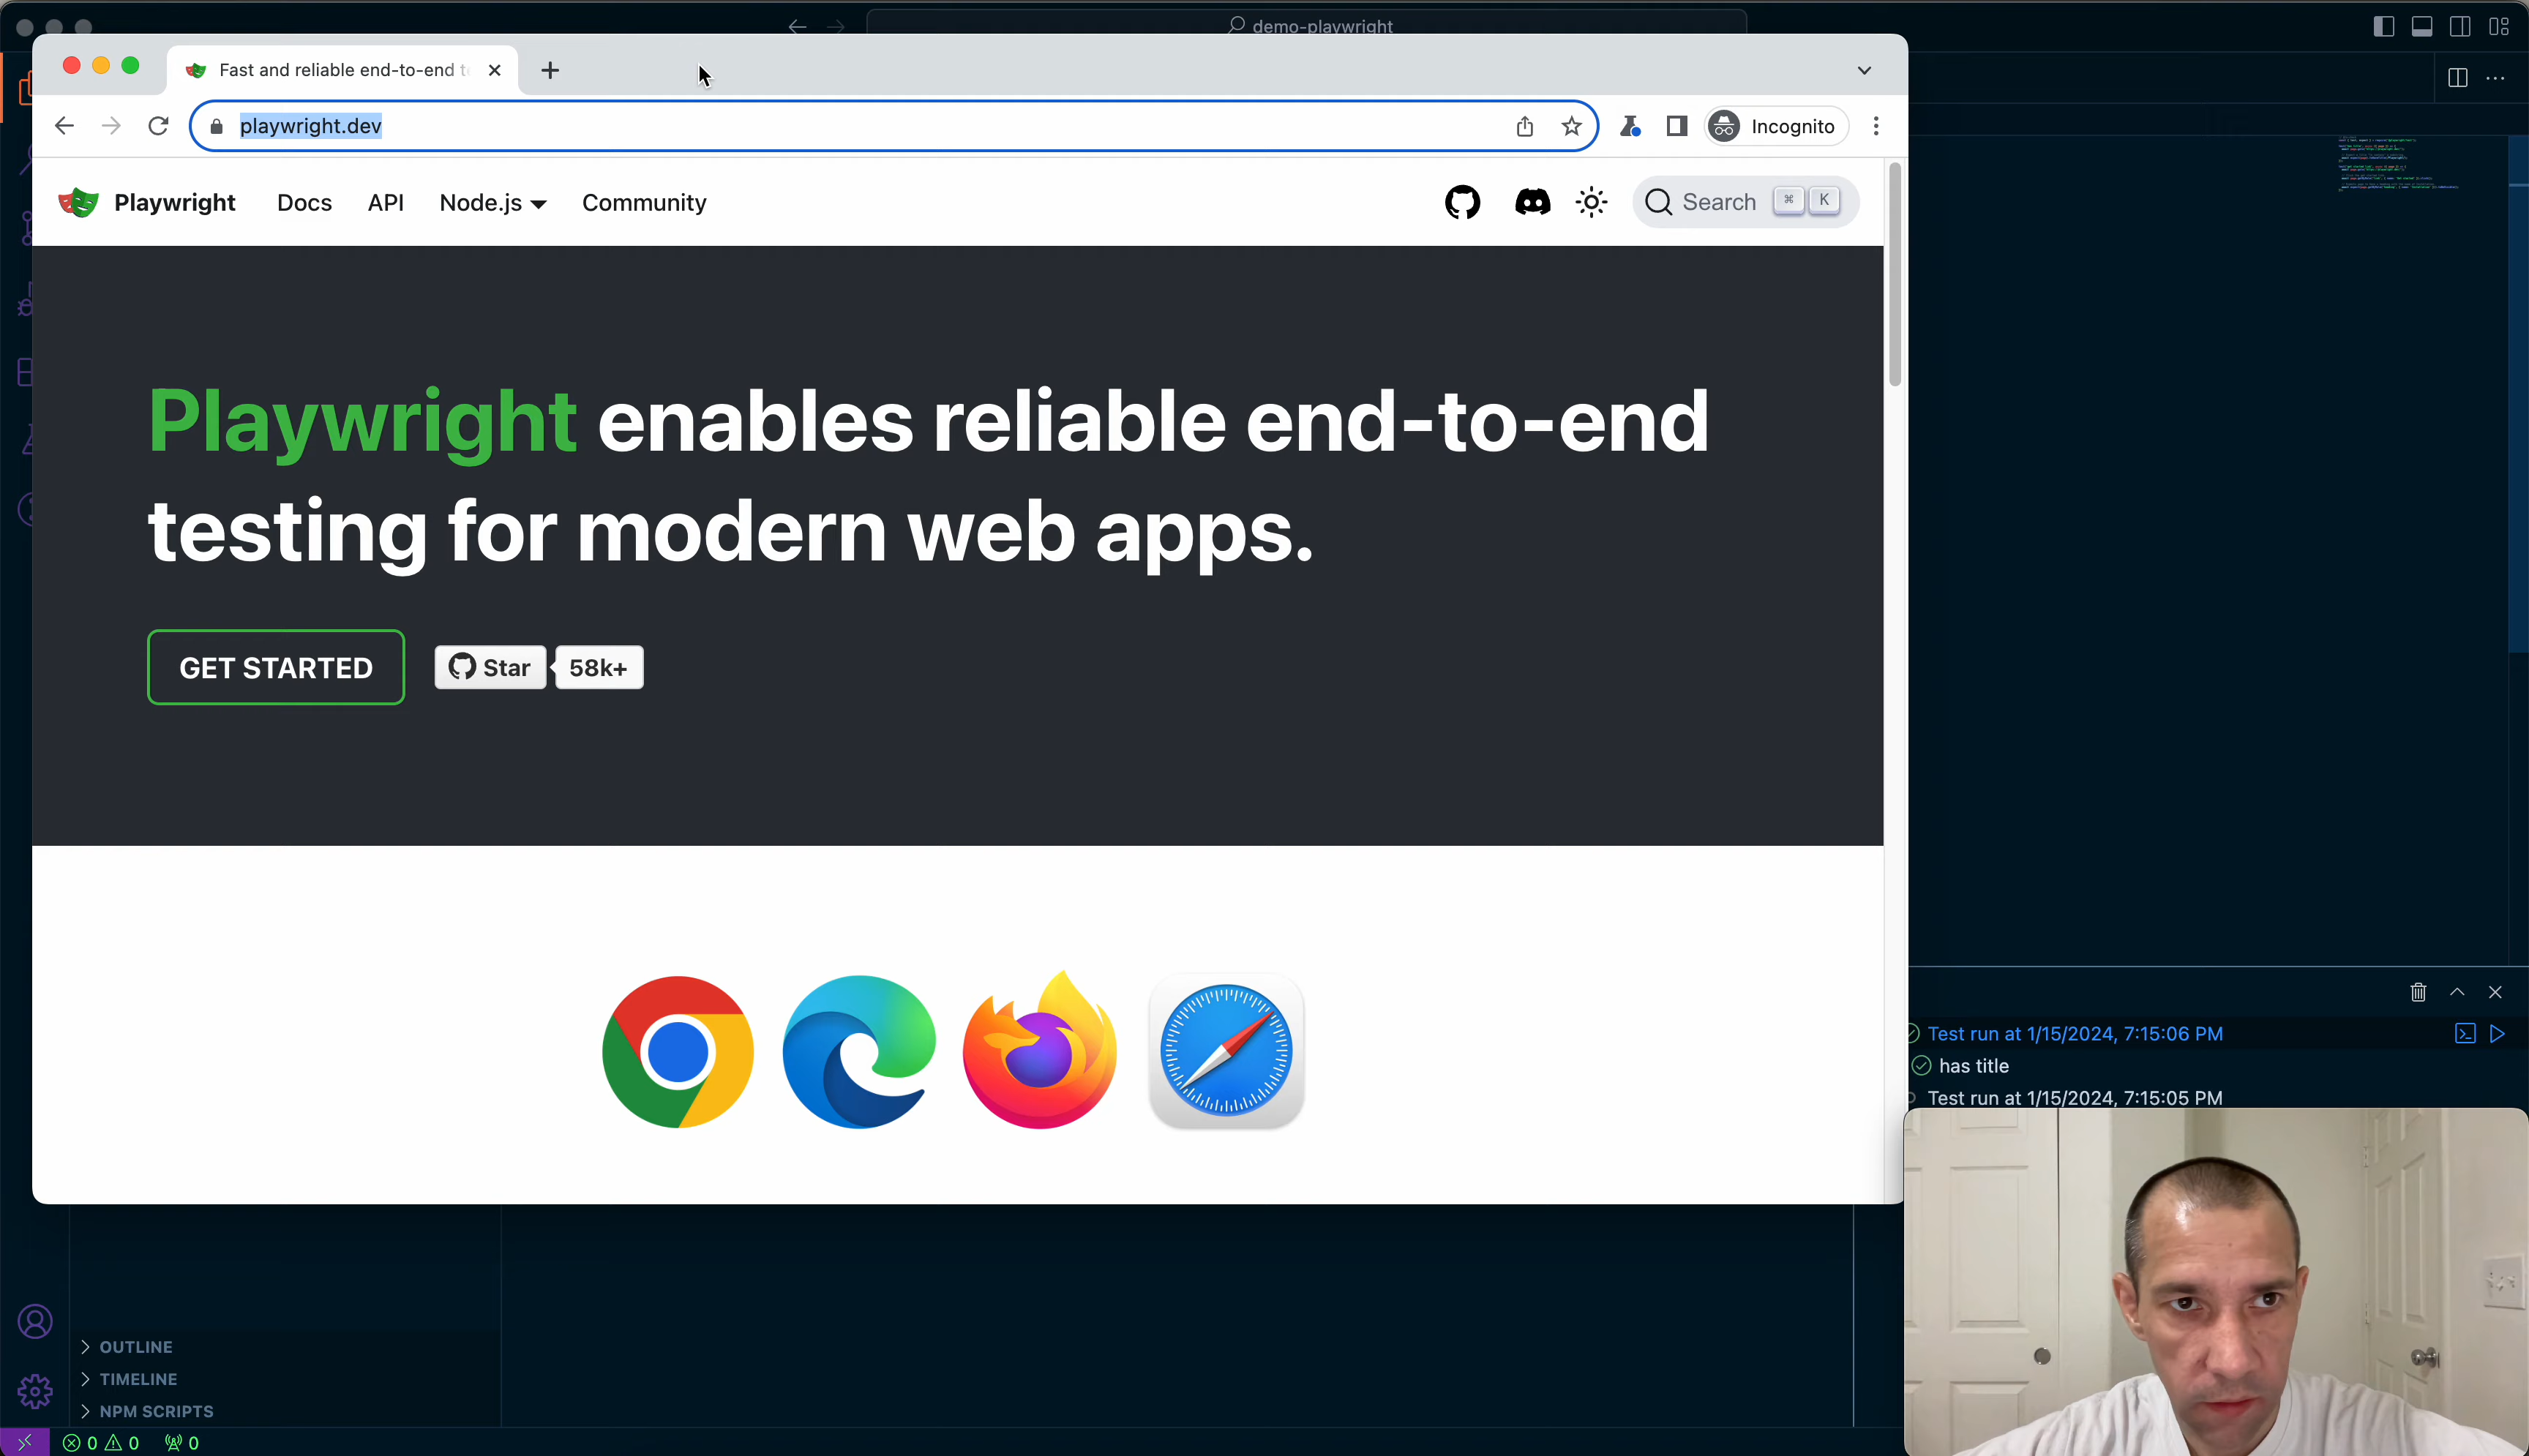 demo-playwright
Fast and reliable end-to-end te
playwright.dev
Incognito
Playwright
Docs
API
Node.js
Community
Search
⌘ K
Playwright enables reliable end-to-end
testing for modern web apps.
GET STARTED
Star
58k+
Test run at 1/15/2024, 7:15:06 PM
has title
Test run at 1/15/2024, 7:15:05 PM
OUTLINE
TIMELINE
NPM SCRIPTS
0 0 0